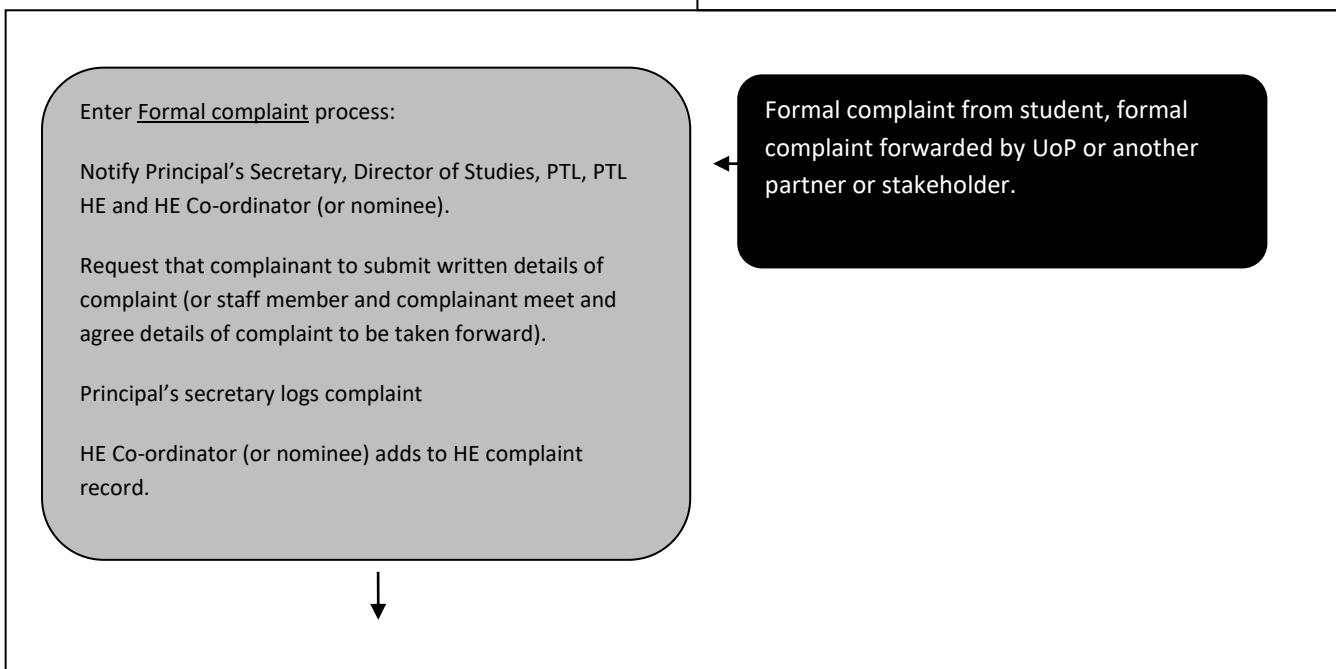 Enter Formal complaint process:
Notify Principal’s Secretary, Director of Studies, PTL, PTL
HE and HE Co-ordinator (or nominee).
Request that complainant to submit written details of
complaint (or staff member and complainant meet and
agree details of complaint to be taken forward).
Principal’s secretary logs complaint
HE Co-ordinator (or nominee) adds to HE complaint
record.
Formal complaint from student, formal
complaint forwarded by UoP or another
partner or stakeholder.